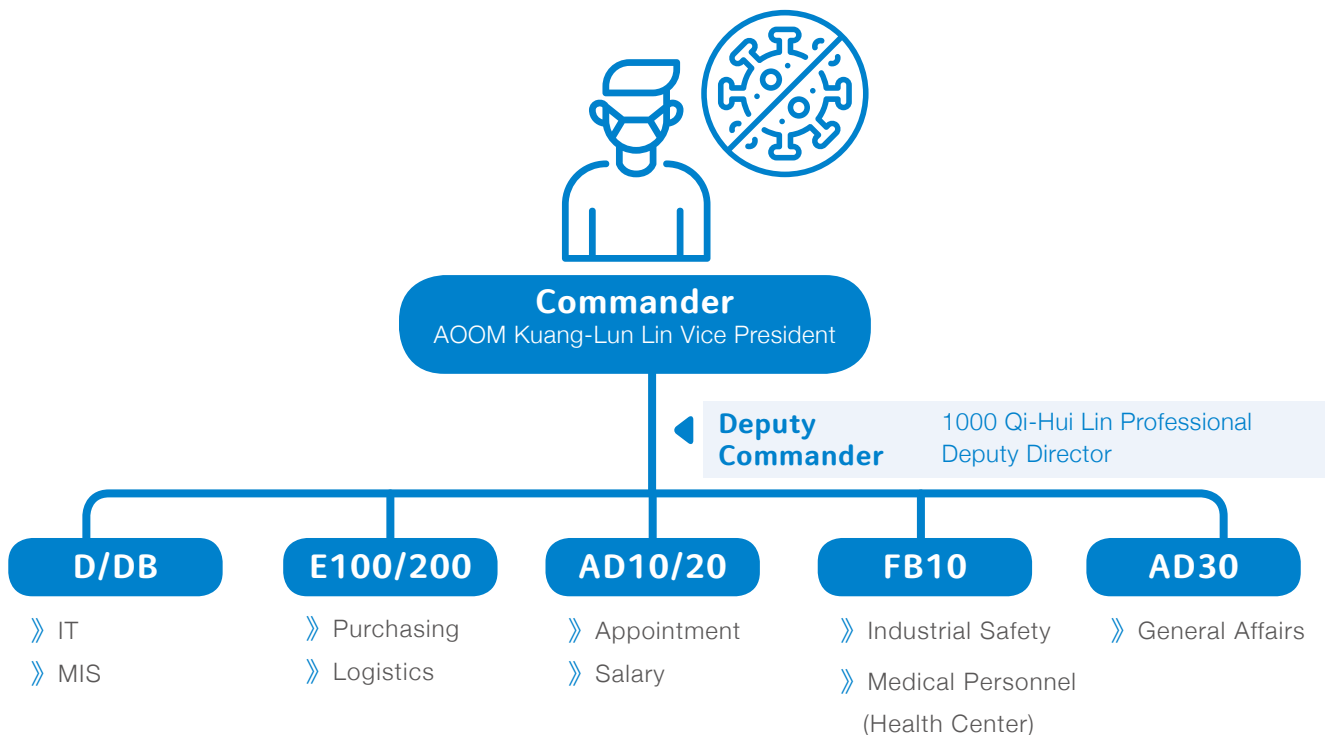 Commander
AOOM Kuang-Lun Lin Vice President
Deputy
Commander
1000 Qi-Hui Lin Professional
Deputy Director
D/DB
》 IT
》 MIS
E100/200
》 Purchasing
》 Logistics
AD10/20
》 Appointment
》 Salary
FB10
》 Industrial Safety
》 Medical Personnel
(Health Center)
AD30
》 General Affairs